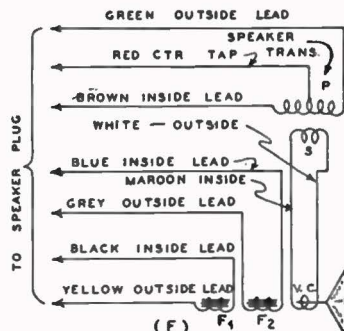 GREEN OUTSIDE LEAD
SPEAKER
RED CTR TAP TRANS.
P
BROWN INSIDE LEAD
WHITE - OUTSIDE
S
BLUE INSIDE LEAD
MAROON INSIDE
GREY OUTSIDE LEAD
BLACK INSIDE LEAD
YELLOW OUTSIDE LEAD
V.C.
F1 F2
(F)
TO SPEAKER PLUG